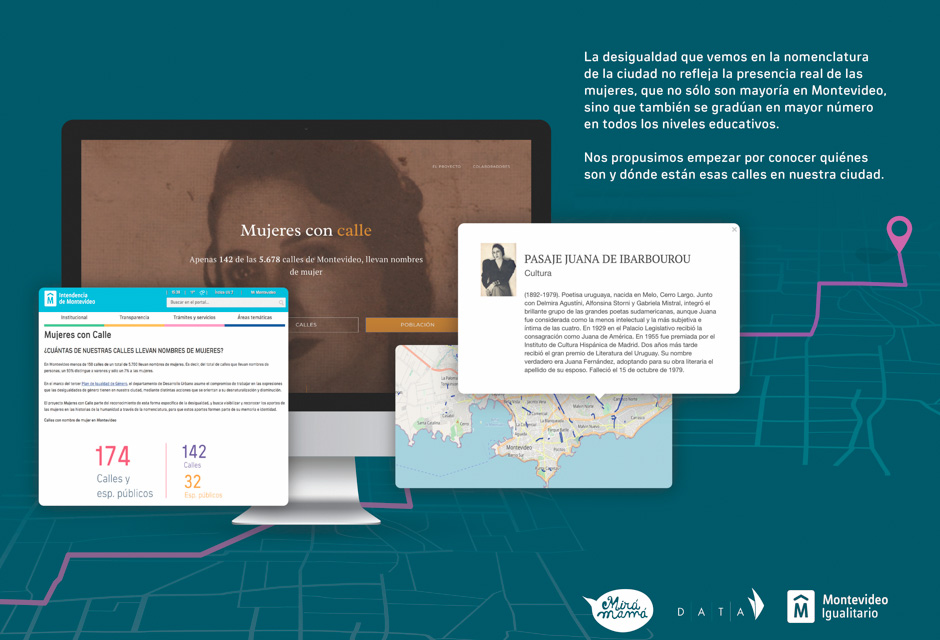 La desigualdad que vemos en la nomenclatura
de la ciudad no refleja la presencia real de las
mujeres, que no sólo son mayoría en Montevideo,
sino que también se gradúan en mayor número
en todos los niveles educativos.
Nos propusimos empezar por conocer quiénes
son y dónde están esas calles en nuestra ciudad.
EL PROYECTO
COLABORADORES
Mujeres con calle
Apenas 142 de las 5.678 calles de Montevideo, llevan nombres
de mujer
CALLES
POBLACIÓN
PASAJE JUANA DE IBARBOUROU
Cultura
(1892-1979). Poetisa uruguaya, nacida en Melo, Cerro Largo. Junto
con Delmira Agustini, Alfonsina Storni y Gabriela Mistral, integró el
brillante grupo de las grandes poetas sudamericanas, aunque Juana
fue considerada como la menos intelectual y la más subjetiva e
íntima de las cuatro. En 1929 en el Palacio Legislativo recibió la
consagración como Juana de América. En 1955 fue premiada por el
Instituto de Cultura Hispánica de Madrid. Dos años más tarde
recibió el gran premio de Literatura del Uruguay. Su nombre
verdadero era Juana Fernández, adoptando para su obra literaria el
apellido de su esposo. Falleció el 15 de octubre de 1979.
Intendencia
de Montevideo
Buscar en el portal...
Institucional
Transparencia
Trámites y servicios
Áreas temáticas
Mujeres con Calle
¿CUÁNTAS DE NUESTRAS CALLES LLEVAN NOMBRES DE MUJERES?
Calles con nombre de mujer en Montevideo
174
Calles y
esp. públicos
142
Calles
32
Esp. públicos
Montevideo
Mirá
mamá
DATA
M
Montevideo
Igualitario